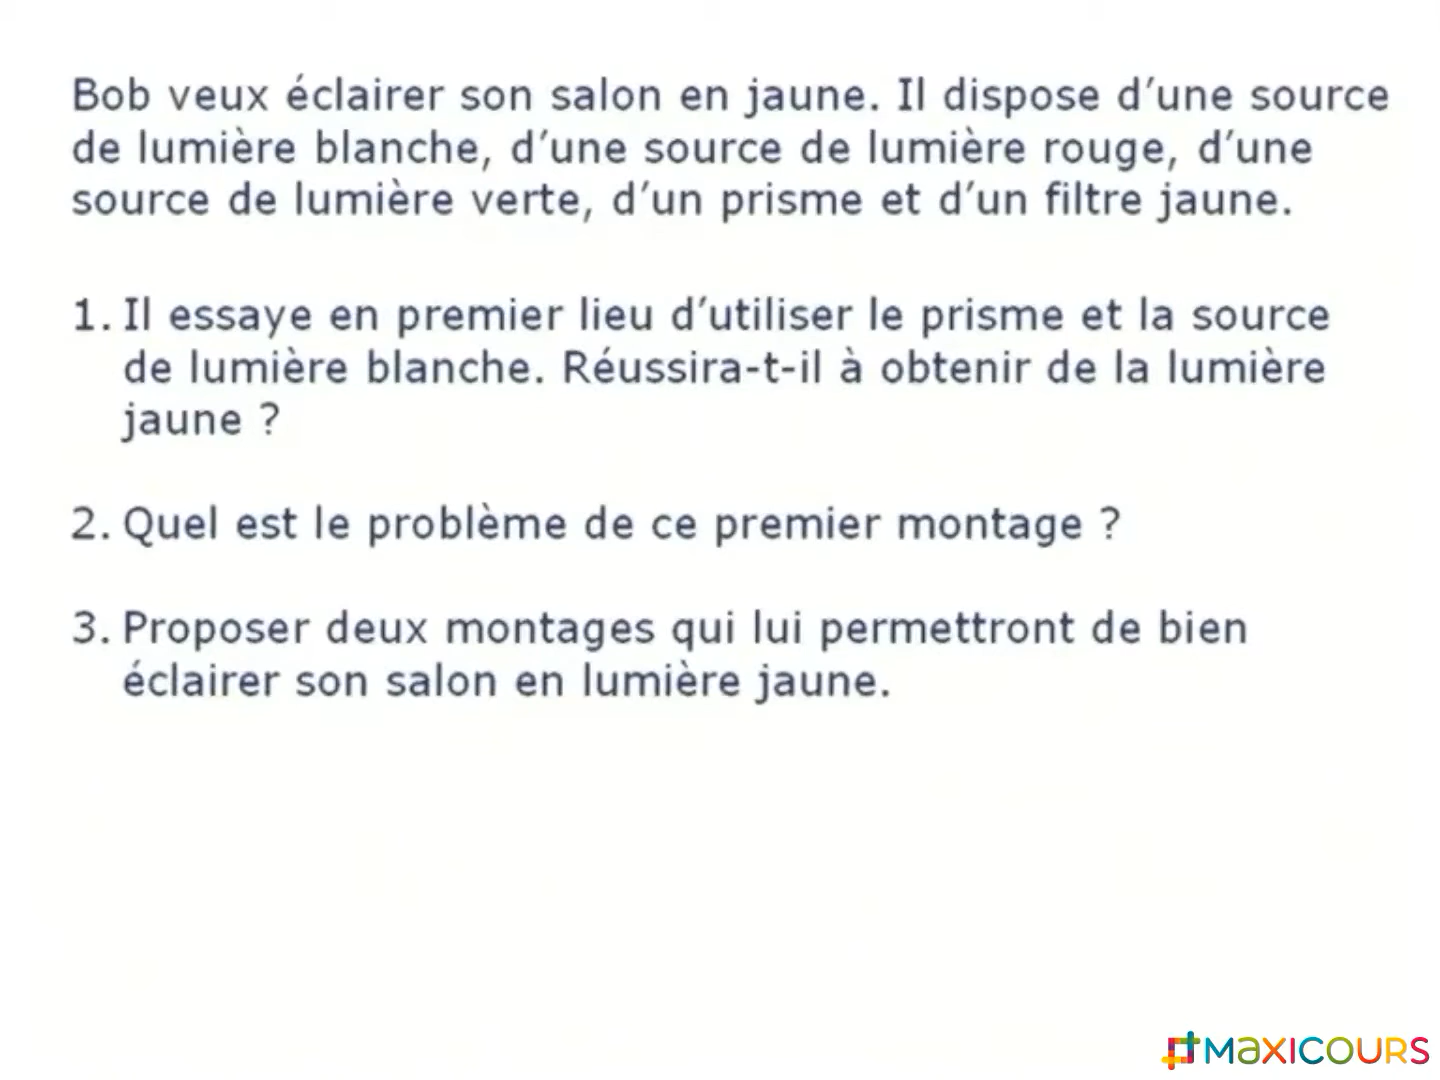 Bob veux éclairer son salon en jaune. Il dispose d’une source
de lumière blanche, d’une source de lumière rouge, d’une
source de lumière verte, d’un prisme et d’un filtre jaune.
1. Il essaye en premier lieu d’utiliser le prisme et la source
de lumière blanche. Réussira-t-il à obtenir de la lumière
jaune ?
2. Quel est le problème de ce premier montage ?
3. Proposer deux montages qui lui permettront de bien
éclairer son salon en lumière jaune.
MAXICOURS